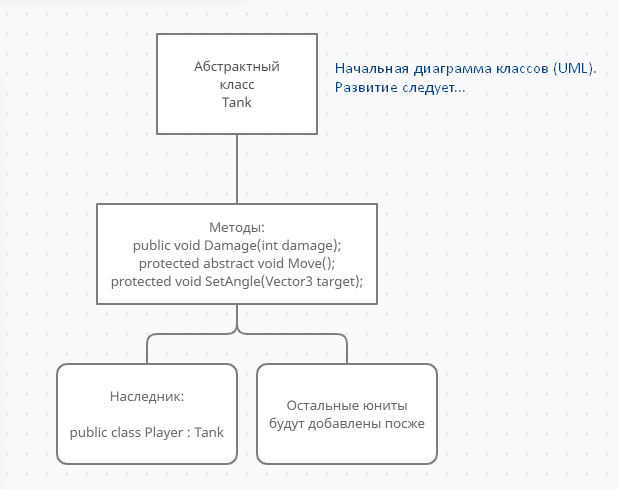 Абстрактный
класс
Tank
Начальная диаграмма классов (UML).
Развитие следует...
Методы:
public void Damage(int damage);
protected abstract void Move();
protected void SetAngle(Vector3 target);
Наследник:
public class Player : Tank
Остальные юниты
будут добавлены посже